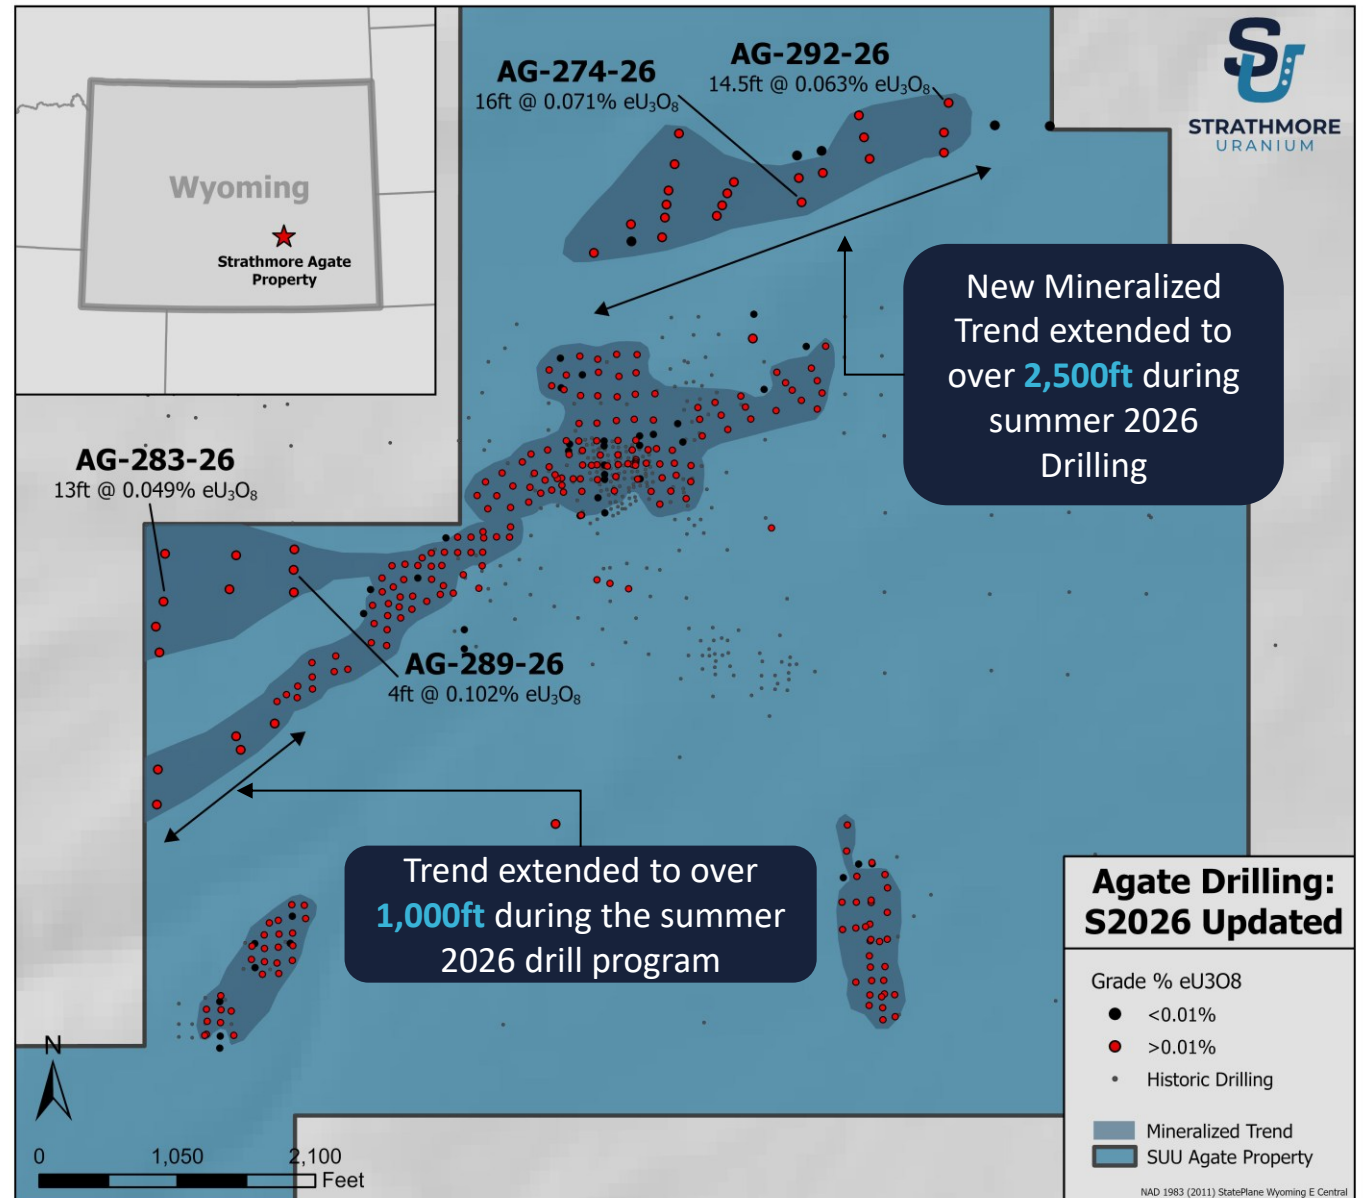 Wyoming
Strathmore Agate
Property
AG-274-26
16ft @ 0.071% eU₃O₈
AG-292-26
14.5ft @ 0.063% eU₃O₈
SU
STRATHMORE
URANIUM
New Mineralized
Trend extended to
over 2,500ft during
summer 2026
Drilling
AG-283-26
13ft @ 0.049% eU₃O₈
AG-289-26
4ft @ 0.102% eU₃O₈
Trend extended to over
1,000ft during the summer
2026 drill program
N
0 1,050 2,100
Feet
Agate Drilling:
S2026 Updated
Grade % eU3O8
<0.01%
>0.01%
Historic Drilling
Mineralized Trend
SUU Agate Property
NAD 1983 (2011) StatePlane Wyoming E Central